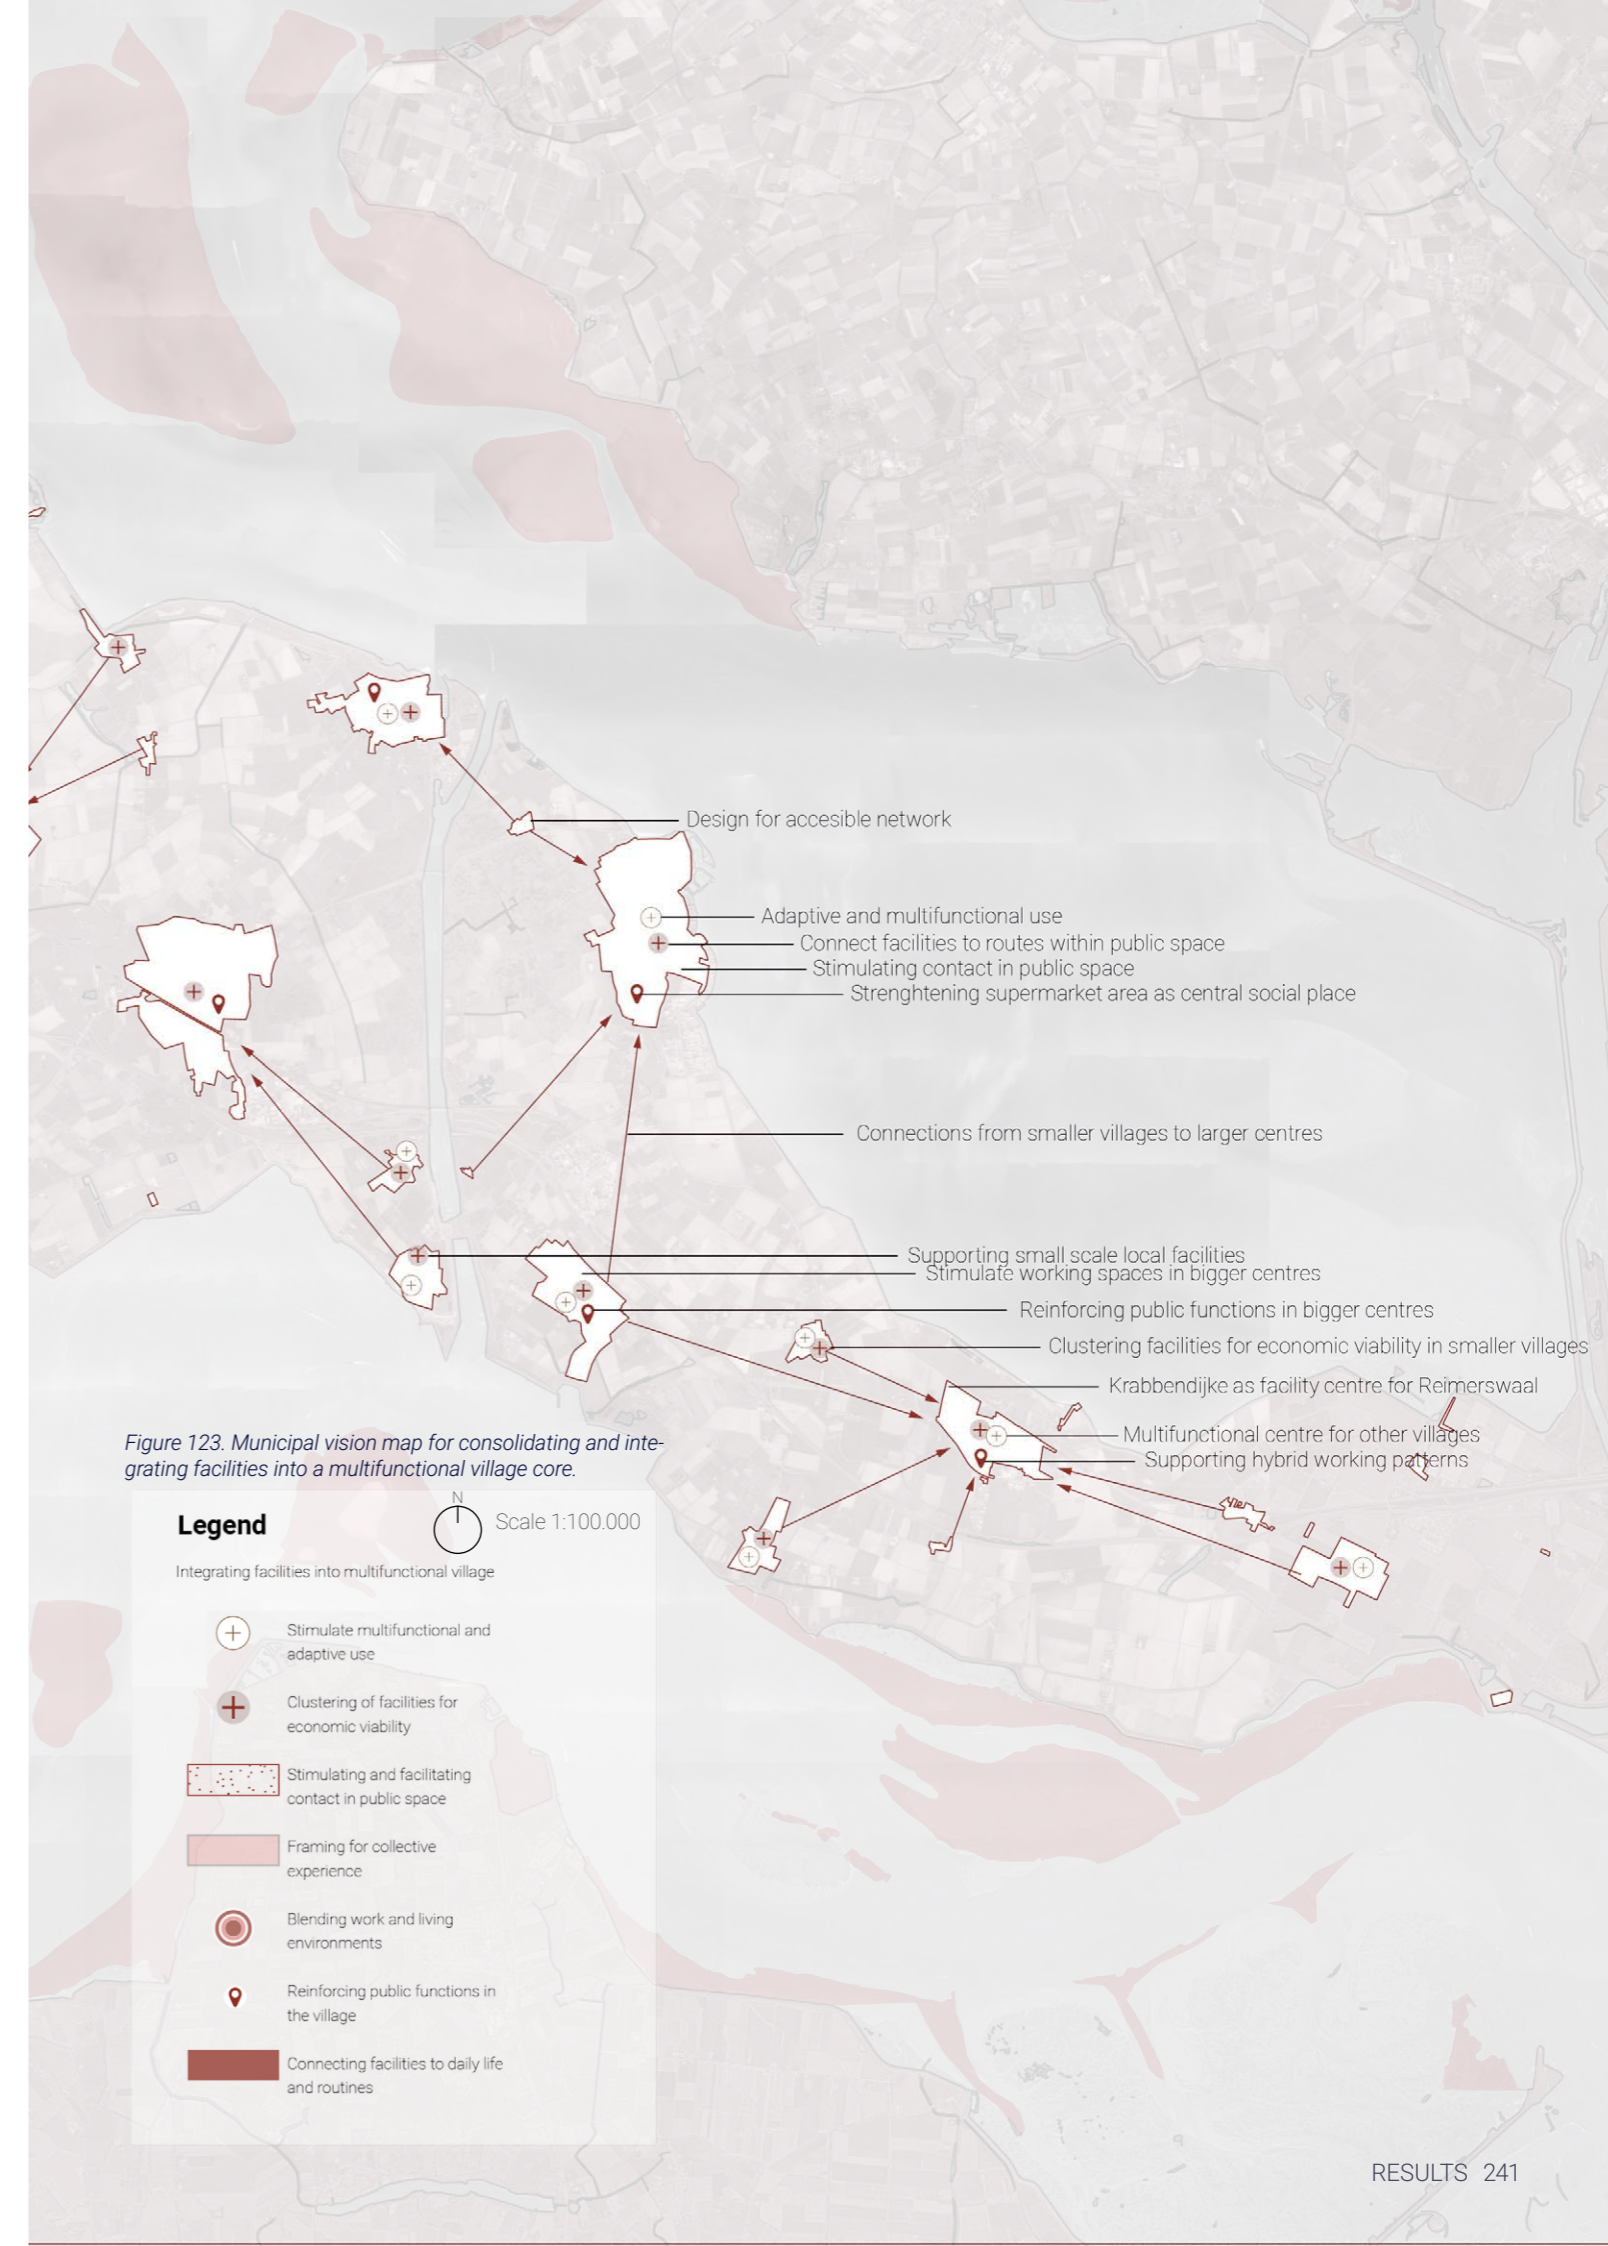 Design for accesible network
Adaptive and multifunctional use
Connect facilities to routes within public space
Stimulating contact in public space
Strenghtening supermarket area as central social place
Connections from smaller villages to larger centres
Supporting small scale local facilities
Stimulate working spaces in bigger centres
Reinforcing public functions in bigger centres
Clustering facilities for economic viability in smaller villages
Krabbendijke as facility centre for Reimerswaal
Multifunctional centre for other villages
Supporting hybrid working patterns
Figure 123. Municipal vision map for consolidating and inte-
grating facilities into a multifunctional village core.
Legend
N
Scale 1:100.000
Integrating facilities into multifunctional village
Stimulate multifunctional and
adaptive use
Clustering of facilities for
economic viability
Stimulating and facilitating
contact in public space
Framing for collective
experience
Blending work and living
environments
Reinforcing public functions in
the village
Connecting facilities to daily life
and routines
RESULTS 241